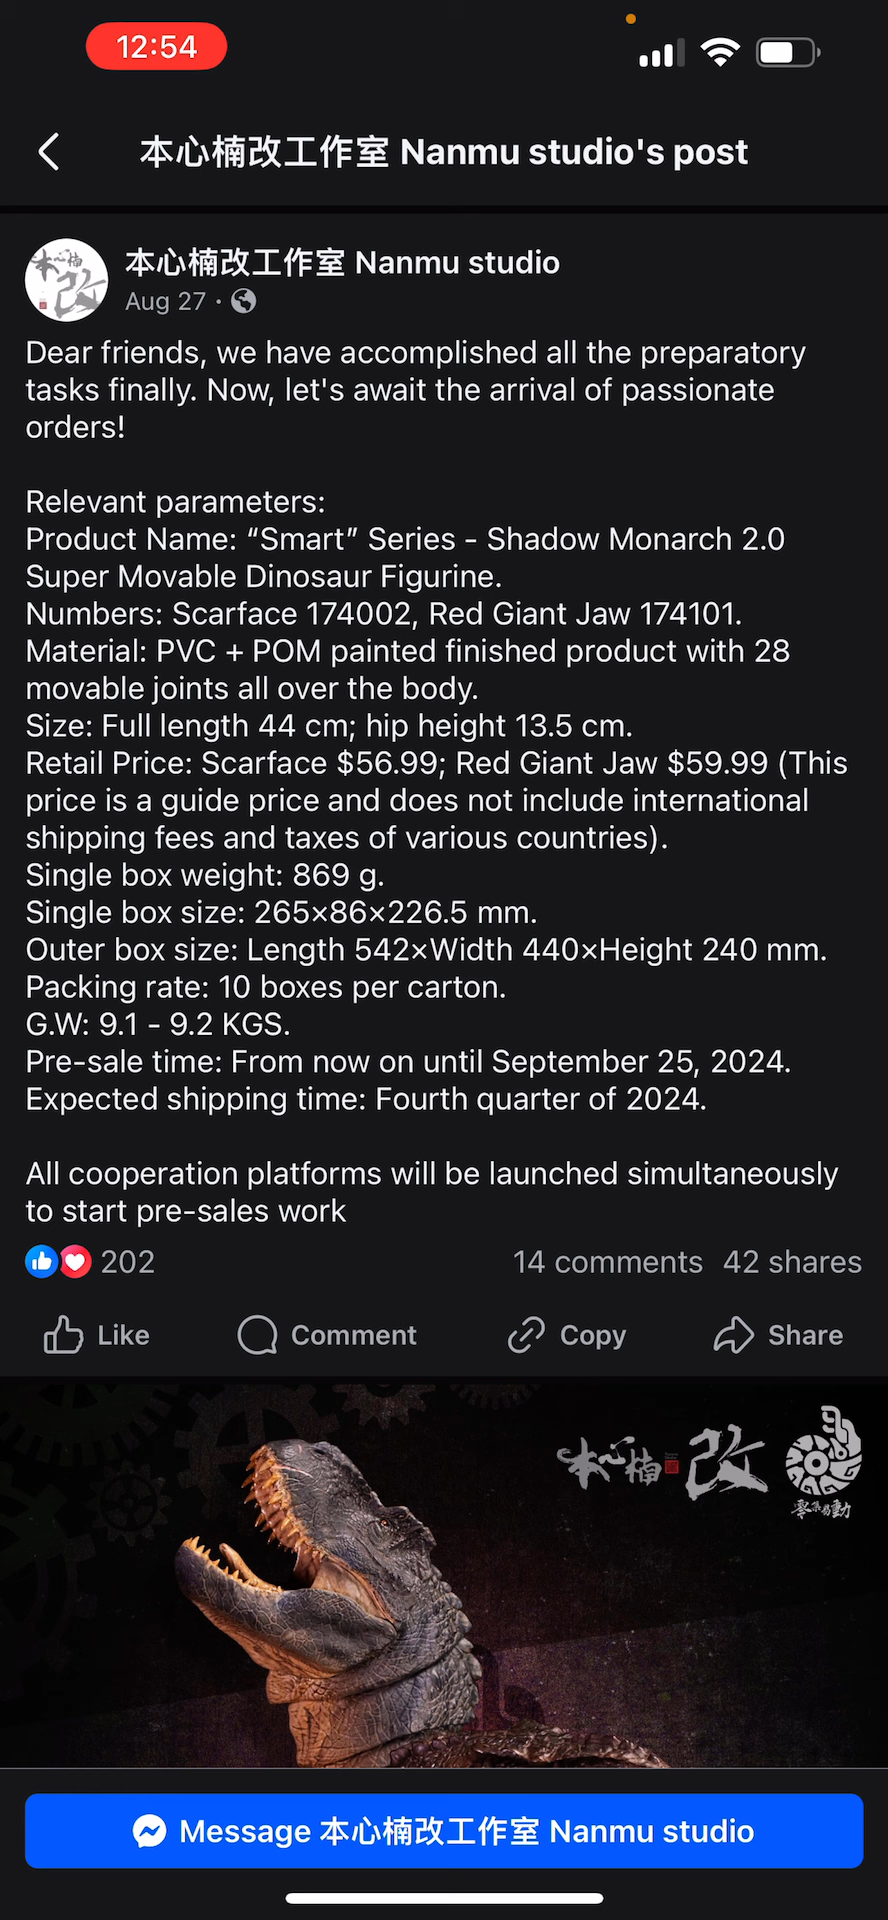 12:54
本心楠改工作室 Nanmu studio's post
本心楠改工作室 Nanmu studio
Aug 27 ·
Dear friends, we have accomplished all the preparatory
tasks finally. Now, let's await the arrival of passionate
orders!
Relevant parameters:
Product Name: “Smart” Series - Shadow Monarch 2.0
Super Movable Dinosaur Figurine.
Numbers: Scarface 174002, Red Giant Jaw 174101.
Material: PVC + POM painted finished product with 28
movable joints all over the body.
Size: Full length 44 cm; hip height 13.5 cm.
Retail Price: Scarface $56.99; Red Giant Jaw $59.99 (This
price is a guide price and does not include international
shipping fees and taxes of various countries).
Single box weight: 869 g.
Single box size: 265×86×226.5 mm.
Outer box size: Length 542×Width 440×Height 240 mm.
Packing rate: 10 boxes per carton.
G.W: 9.1 - 9.2 KGS.
Pre-sale time: From now on until September 25, 2024.
Expected shipping time: Fourth quarter of 2024.
All cooperation platforms will be launched simultaneously
to start pre-sales work
202 14 comments 42 shares
Like Comment Copy Share
本心楠 改
Message 本心楠改工作室 Nanmu studio